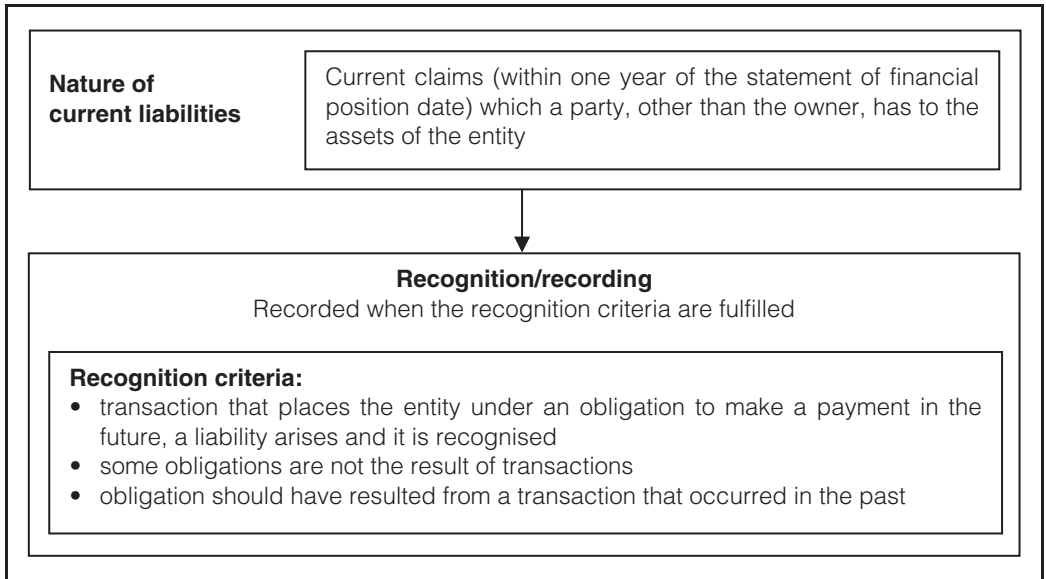 Nature of
current liabilities
Current claims (within one year of the statement of financial
position date) which a party, other than the owner, has to the
assets of the entity
Recognition/recording
Recorded when the recognition criteria are fulfilled
Recognition criteria:
• transaction that places the entity under an obligation to make a payment in the
future, a liability arises and it is recognised
• some obligations are not the result of transactions
• obligation should have resulted from a transaction that occurred in the past